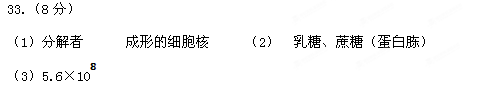 33.（8分）
（1）分解者　　成形的细胞核　　（2）　乳糖、蔗糖（蛋白胨）
（3）5.6×10⁸